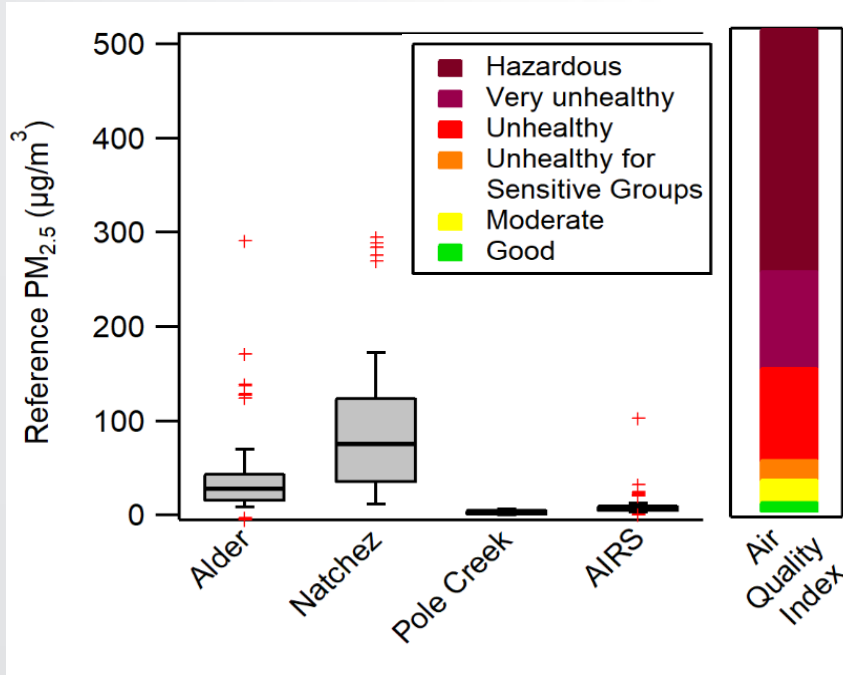 500
400
300
200
100
0
Reference PM2.5 (µg/m3)
Hazardous
Very unhealthy
Unhealthy
Unhealthy for
Sensitive Groups
Moderate
Good
Alder
Natchez
Pole Creek
AIRS
Air
Quality
Index